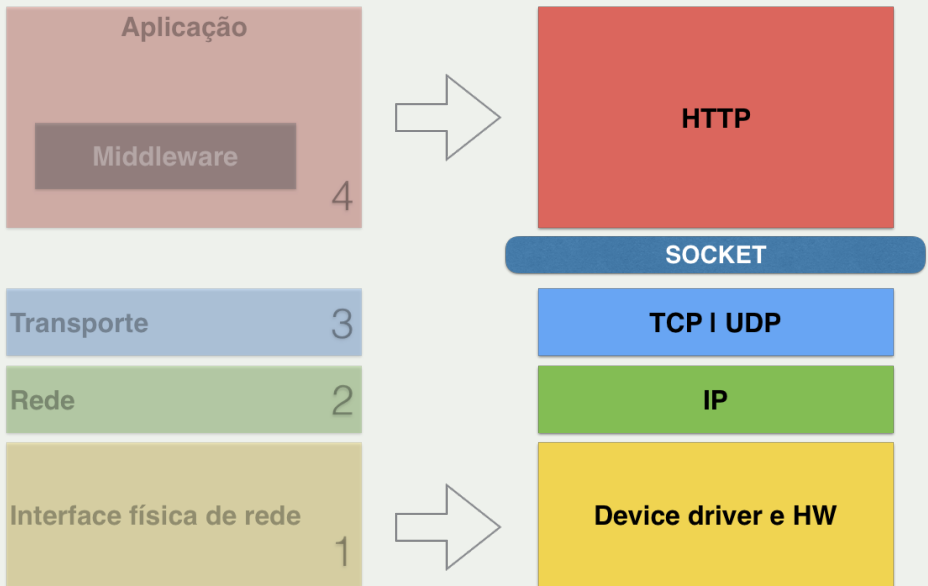 Aplicação
HTTP
Middleware
4
SOCKET
Transporte 3
TCP | UDP
Rede 2
IP
Interface física de rede
Device driver e HW
1